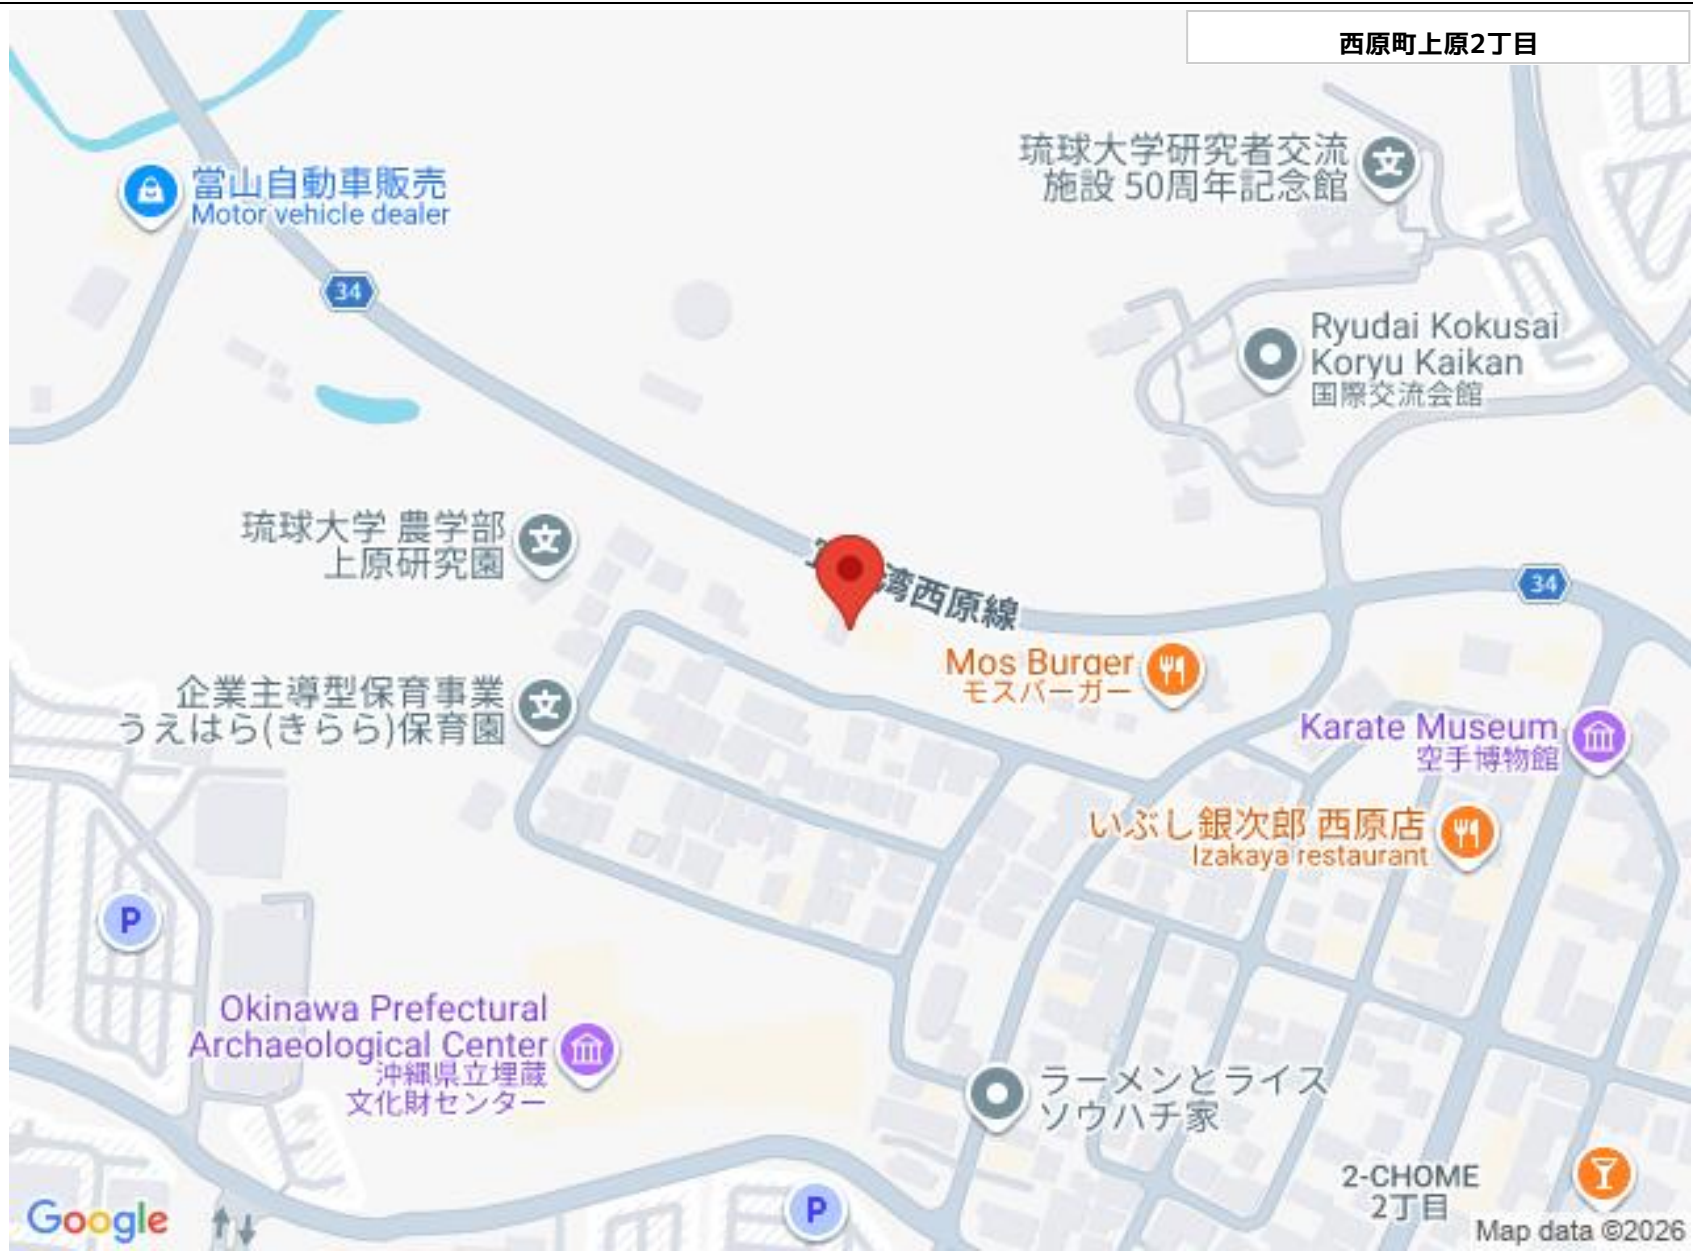 西原町上原2丁目
琉球大学研究者交流
施設 50周年記念館
當山自動車販売
Motor vehicle dealer
34
Ryudai Kokusai
Koryu Kaikan
国際交流会館
琉球大学 農学部
上原研究園
湾西原線
34
Mos Burger
モスバーガー
企業主導型保育事業
うえはら(きらら)保育園
Karate Museum
空手博物館
いぶし銀次郎 西原店
Izakaya restaurant
P
Okinawa Prefectural
Archaeological Center
沖縄県立埋蔵
文化財センター
ラーメンとライス
ソウハチ家
2-CHOME
2丁目
P
Google
Map data ©2026